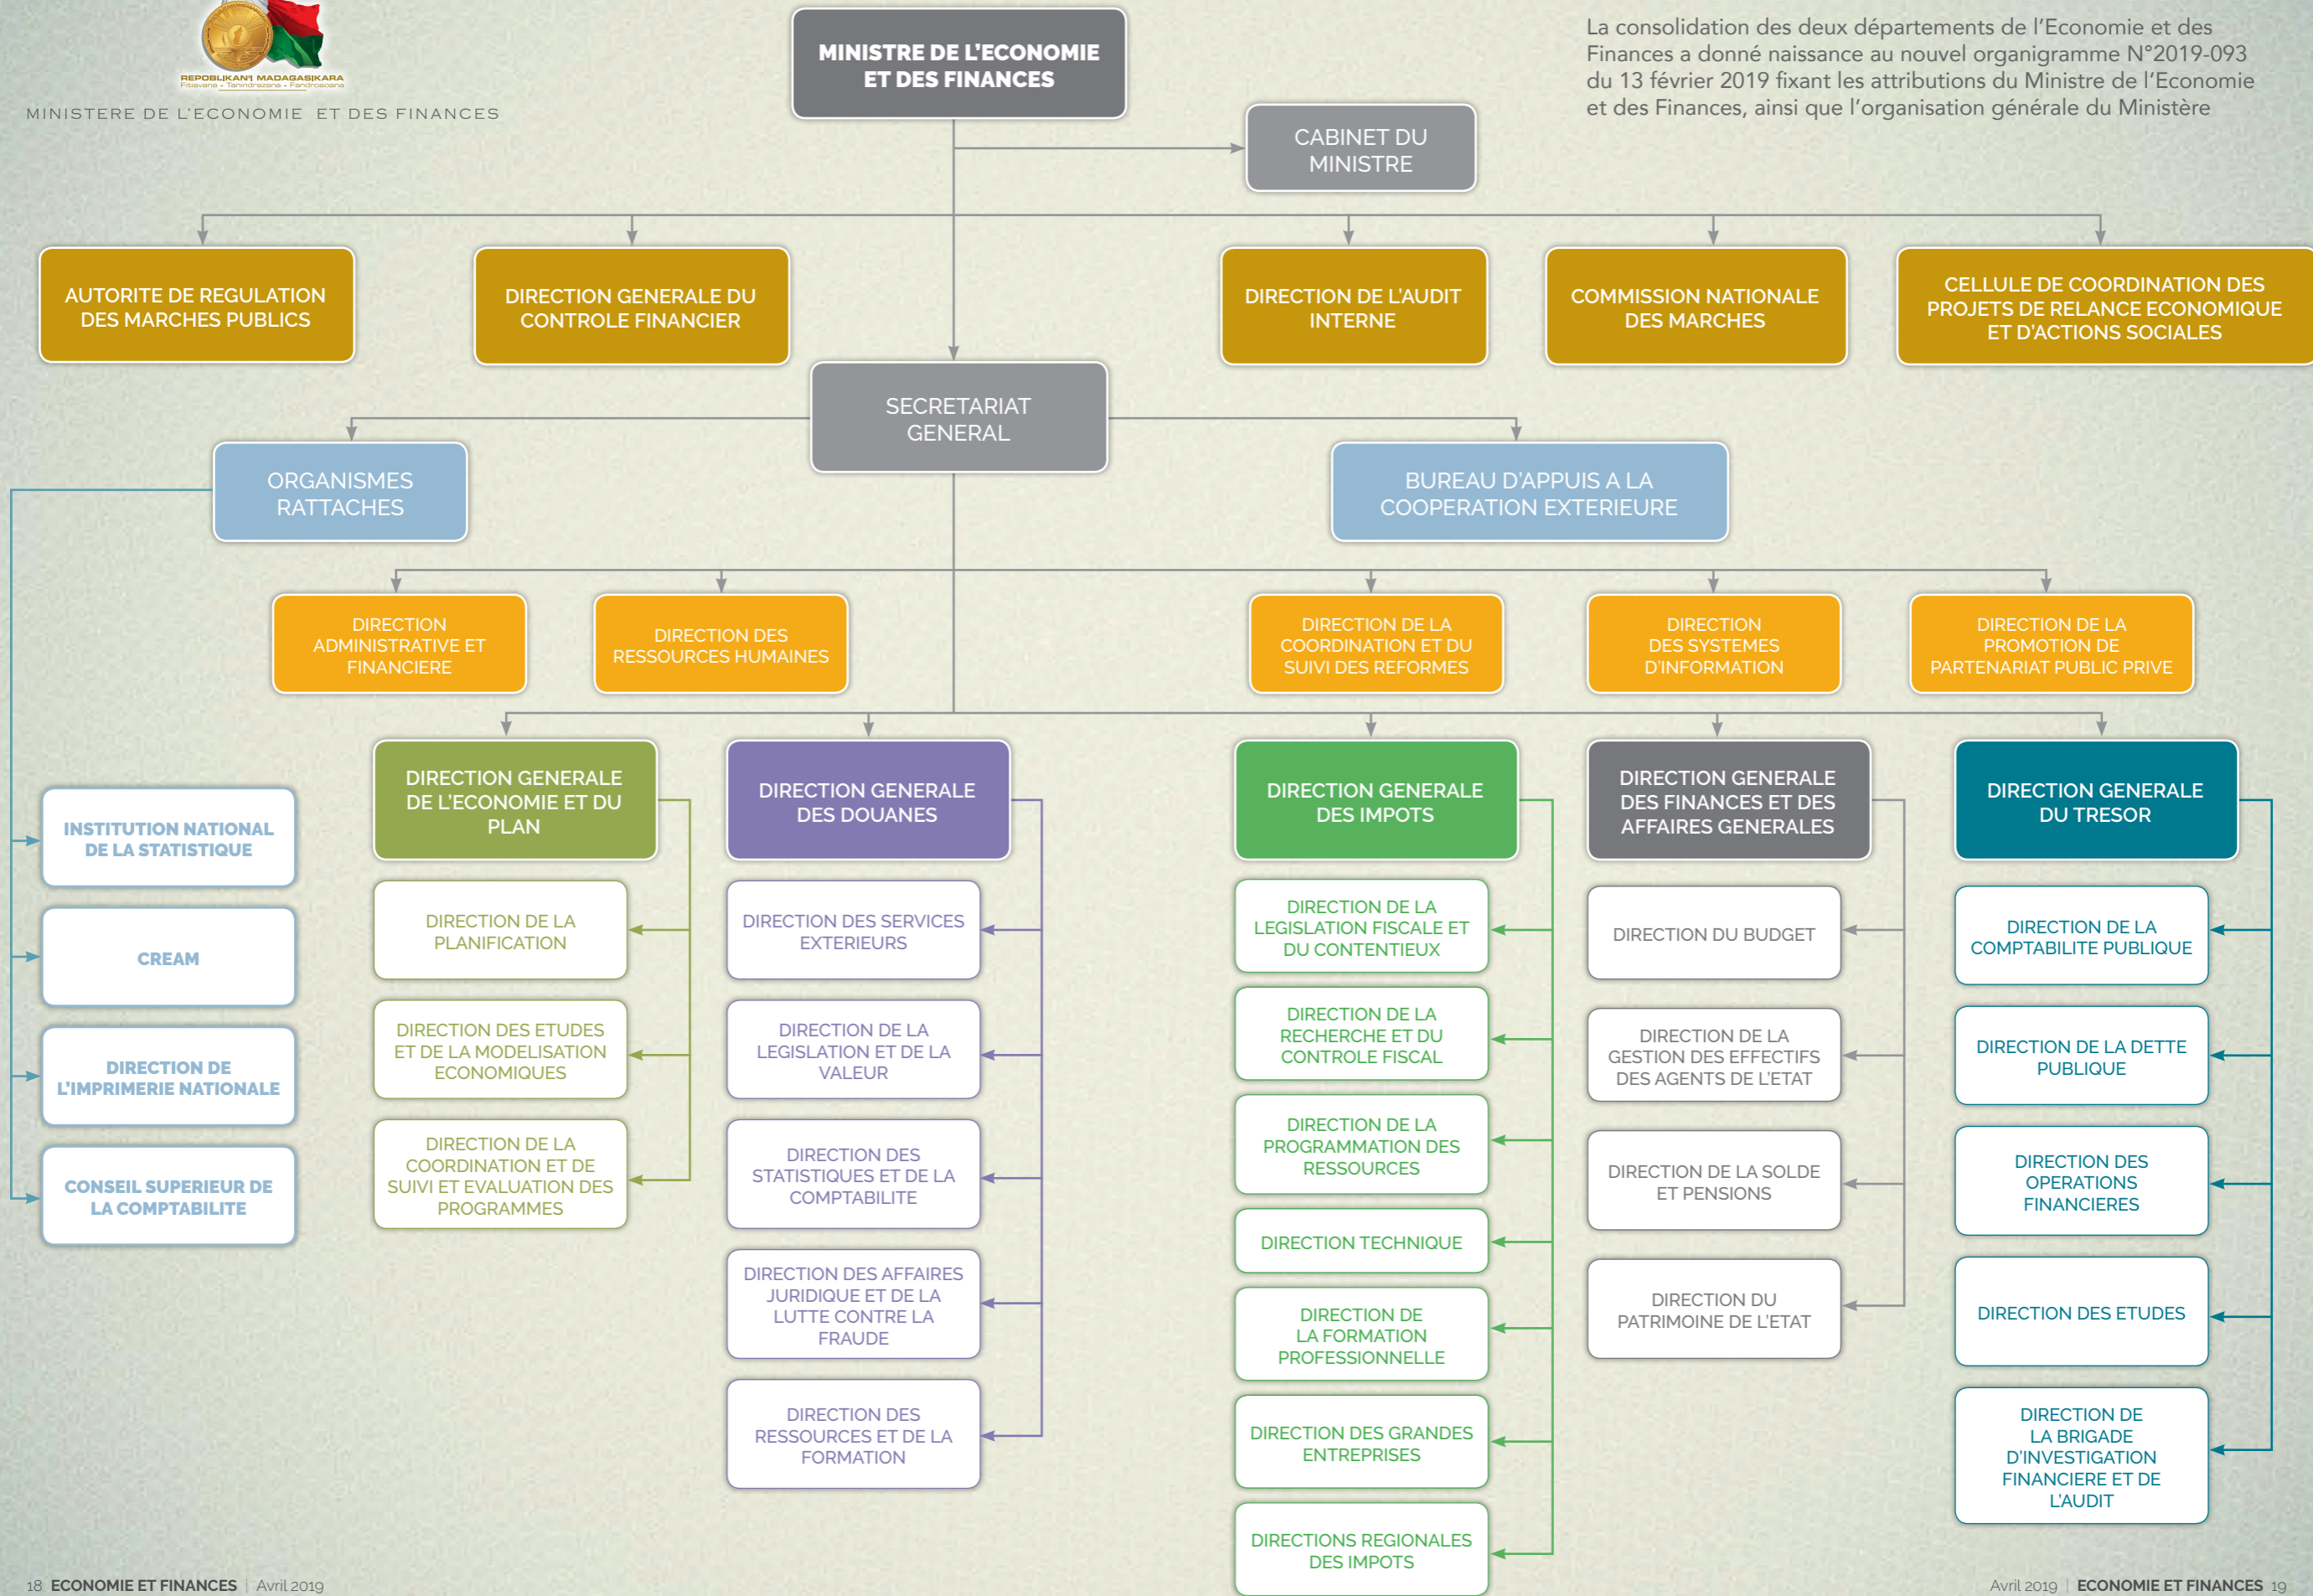 REPOBLIKAN'I MADAGASIKARA
Fitiavana - Tanindrazana - Fandrosoana
MINISTERE DE L'ECONOMIE ET DES FINANCES
MINISTRE DE L'ECONOMIE
ET DES FINANCES
La consolidation des deux départements de l'Economie et des
Finances a donné naissance au nouvel organigramme N°2019-093
du 13 février 2019 fixant les attributions du Ministre de l'Economie
et des Finances, ainsi que l'organisation générale du Ministère
CABINET DU
MINISTRE
AUTORITE DE REGULATION
DES MARCHES PUBLICS
DIRECTION GENERALE DU
CONTROLE FINANCIER
DIRECTION DE L'AUDIT
INTERNE
COMMISSION NATIONALE
DES MARCHES
CELLULE DE COORDINATION DES
PROJETS DE RELANCE ECONOMIQUE
ET D'ACTIONS SOCIALES
SECRETARIAT
GENERAL
ORGANISMES
RATTACHES
BUREAU D'APPUIS A LA
COOPERATION EXTERIEURE
DIRECTION
ADMINISTRATIVE ET
FINANCIERE
DIRECTION DES
RESSOURCES HUMAINES
DIRECTION DE LA
COORDINATION ET DU
SUIVI DES REFORMES
DIRECTION
DES SYSTEMES
D'INFORMATION
DIRECTION DE LA
PROMOTION DE
PARTENARIAT PUBLIC PRIVE
INSTITUTION NATIONAL
DE LA STATISTIQUE
CREAM
DIRECTION DE
L'IMPRIMERIE NATIONALE
CONSEIL SUPERIEUR DE
LA COMPTABILITE
DIRECTION GENERALE
DE L'ECONOMIE ET DU
PLAN
DIRECTION DE LA
PLANIFICATION
DIRECTION DES ETUDES
ET DE LA MODELISATION
ECONOMIQUES
DIRECTION DE LA
COORDINATION ET DE
SUIVI ET EVALUATION DES
PROGRAMMES
DIRECTION GENERALE
DES DOUANES
DIRECTION DES SERVICES
EXTERIEURS
DIRECTION DE LA
LEGISLATION ET DE LA
VALEUR
DIRECTION DES
STATISTIQUES ET DE LA
COMPTABILITE
DIRECTION DES AFFAIRES
JURIDIQUE ET DE LA
LUTTE CONTRE LA
FRAUDE
DIRECTION DES
RESSOURCES ET DE LA
FORMATION
DIRECTION GENERALE
DES IMPOTS
DIRECTION DE LA
LEGISLATION FISCALE ET
DU CONTENTIEUX
DIRECTION DE LA
RECHERCHE ET DU
CONTROLE FISCAL
DIRECTION DE LA
PROGRAMMATION DES
RESSOURCES
DIRECTION TECHNIQUE
DIRECTION DE
LA FORMATION
PROFESSIONNELLE
DIRECTION DES GRANDES
ENTREPRISES
DIRECTIONS REGIONALES
DES IMPOTS
DIRECTION GENERALE
DES FINANCES ET DES
AFFAIRES GENERALES
DIRECTION DU BUDGET
DIRECTION DE LA
GESTION DES EFFECTIFS
DES AGENTS DE L'ETAT
DIRECTION DE LA SOLDE
ET PENSIONS
DIRECTION DU
PATRIMOINE DE L'ETAT
DIRECTION GENERALE
DU TRESOR
DIRECTION DE LA
COMPTABILITE PUBLIQUE
DIRECTION DE LA DETTE
PUBLIQUE
DIRECTION DES
OPERATIONS
FINANCIERES
DIRECTION DES ETUDES
DIRECTION DE
LA BRIGADE
D'INVESTIGATION
FINANCIERE ET DE
L'AUDIT
18 ECONOMIE ET FINANCES | Avril 2019
Avril 2019 | ECONOMIE ET FINANCES 19